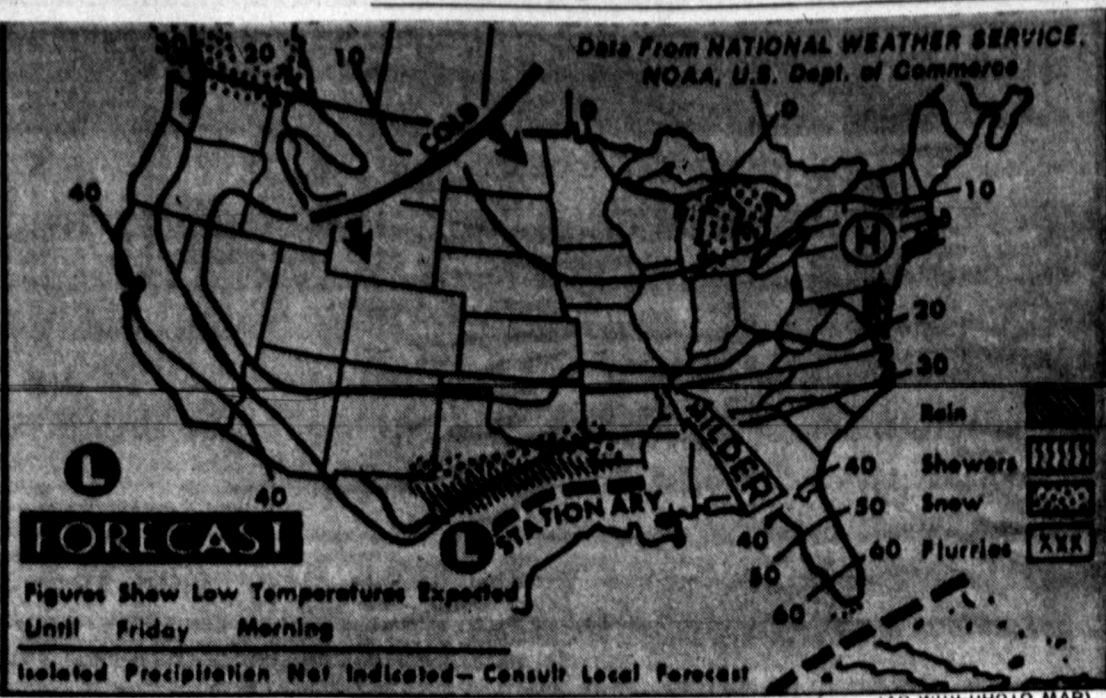 Data From NATIONAL WEATHER SERVICE,
NOAA, U.S. Dept. of Commerce
20
10
0
0
COLD
40
10
H
20
30
Rain
MILDER
L
40
Showers
40
Snow
50
STATIONARY
L
FORECAST
40
60
Flurries
50
Figures Show Low Temperatures Expected
60
Until Friday Morning
Isolated Precipitation Not Indicated— Consult Local Forecast